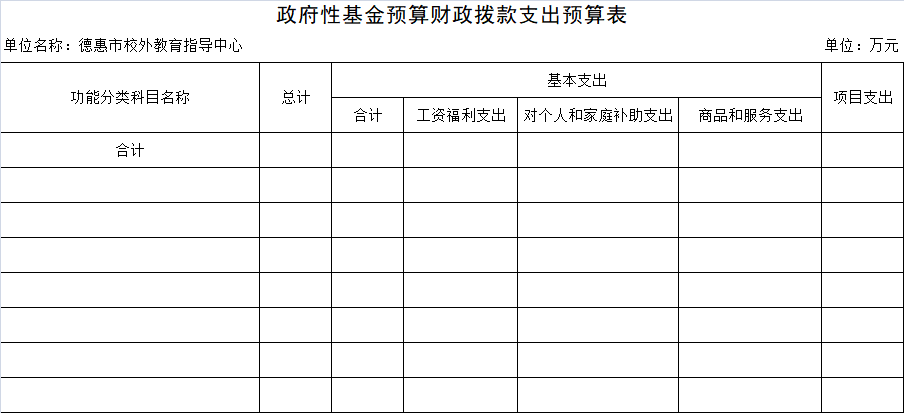 政府性基金预算财政拨款支出预算表
单位名称：德惠市校外教育指导中心 单位：万元
功能分类科目名称 总计 基本支出 项目支出
合计 工资福利支出 对个人和家庭补助支出 商品和服务支出
合计